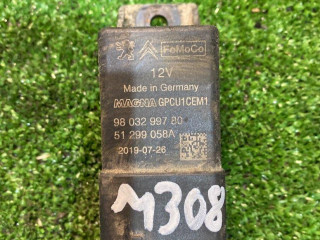 FoMoCo
12V
Made in Germany
MAGNA GPCU1CEM1
98 032 997 80
51 299 058A
2019-07-26
M308